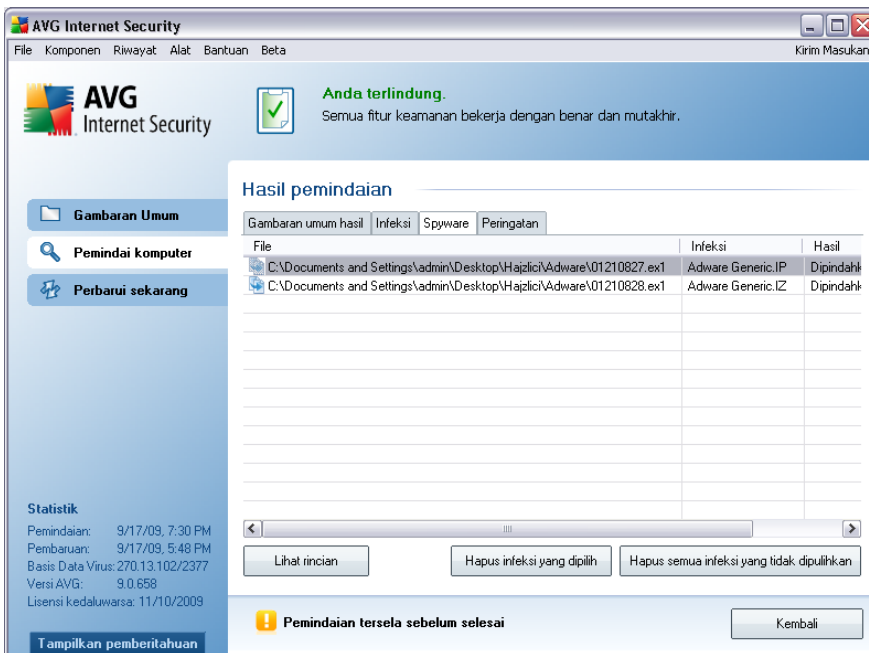 AVG Internet Security
File Komponen Riwayat Alat Bantuan Beta Kirim Masukan
AVG
Internet Security
Anda terlindung.
Semua fitur keamanan bekerja dengan benar dan mutakhir.
Gambaran Umum
Pemindai komputer
Perbarui sekarang
Hasil pemindaian
Gambaran umum hasil Infeksi Spyware Peringatan
File Infeksi Hasil
C:\Documents and Settings\admin\Desktop\Hajzlici\Adware\01210827.ex1 Adware Generic.IP Dipindahk
C:\Documents and Settings\admin\Desktop\Hajzlici\Adware\01210828.ex1 Adware Generic.IZ Dipindahk
Lihat rincian Hapus infeksi yang dipilih Hapus semua infeksi yang tidak dipulihkan
Statistik
Pemindaian: 9/17/09, 7:30 PM
Pembaruan: 9/17/09, 5:48 PM
Basis Data Virus: 270.13.102/2377
Versi AVG: 9.0.658
Lisensi kedaluwarsa: 11/10/2009
Tampilkan pemberitahuan
Pemindaian tersela sebelum selesai
Kembali